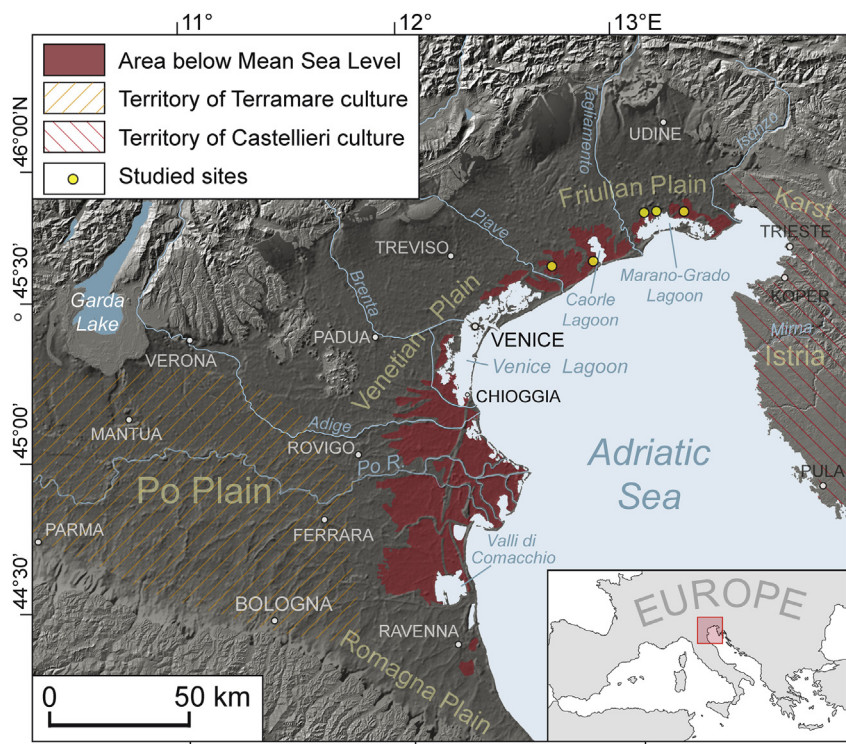 11°
12°
13°E
Area below Mean Sea Level
Territory of Terramare culture
Territory of Castellieri culture
Studied sites
46°00'N
45°30'
45°00'
44°30'
UDINE
Tagliamento
Isonzo
Friulian Plain
Karst
TRIESTE
Piave
TREVISO
Marano-Grado
Lagoon
KOPER
Caorle
Lagoon
Garda
Lake
Brenta
Venetian Plain
PADUA
VENICE
Mirna
Istria
VERONA
Venice Lagoon
CHIOGGIA
MANTUA
Adige
ROVIGO
Po R.
Adriatic
Sea
PULA
Po Plain
PARMA
FERRARA
Valli di
Comacchio
BOLOGNA
RAVENNA
Romagna Plain
EUROPE
0
50 km
11°
12°
13°E